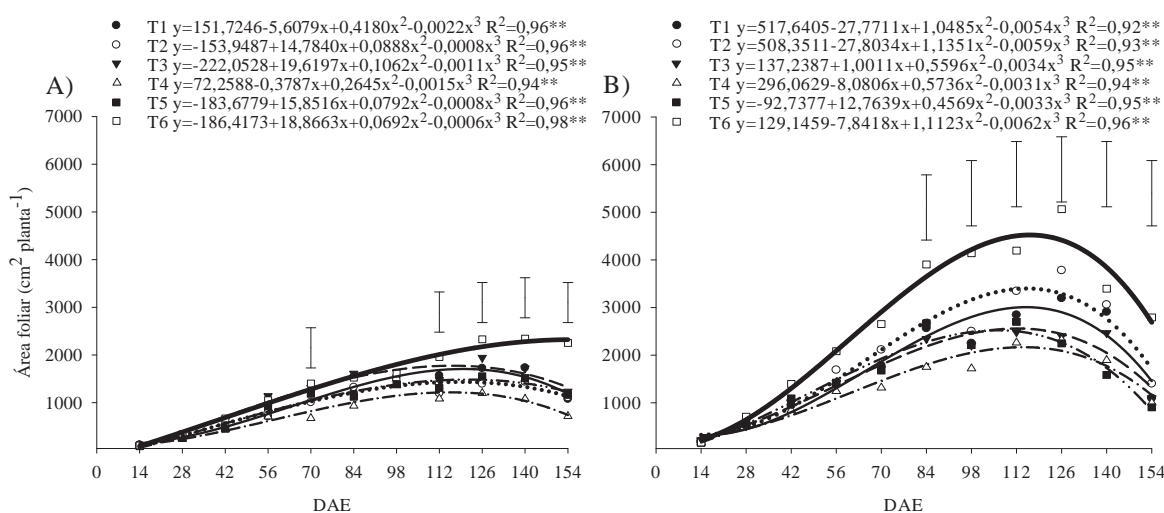 T1 y=151,7246-5,6079x+0,4180x²-0,0022x³ R²=0,96**
T2 y=-153,9487+14,7840x+0,0888x²-0,0008x³ R²=0,96**
T3 y=-222,0528+19,6197x+0,1062x²-0,0011x³ R²=0,95**
T4 y=72,2588-0,3787x+0,2645x²-0,0015x³ R²=0,94**
T5 y=-183,6779+15,8516x+0,0792x²-0,0008x³ R²=0,96**
T6 y=-186,4173+18,8663x+0,0692x²-0,0006x³ R²=0,98**
A)
7000
6000
5000
4000
3000
2000
1000
Área foliar (cm² planta⁻¹)
0 14 28 42 56 70 84 98 112 126 140 154
DAE
T1 y=517,6405-27,7711x+1,0485x²-0,0054x³ R²=0,92**
T2 y=508,3511-27,8034x+1,1351x²-0,0059x³ R²=0,93**
T3 y=137,2387+1,0011x+0,5596x²-0,0034x³ R²=0,95**
T4 y=296,0629-8,0806x+0,5736x²-0,0031x³ R²=0,94**
T5 y=-92,7377+12,7639x+0,4569x²-0,0033x³ R²=0,95**
T6 y=129,1459-7,8418x+1,1123x²-0,0062x³ R²=0,96**
B)
7000
6000
5000
4000
3000
2000
1000
0 14 28 42 56 70 84 98 112 126 140 154
DAE